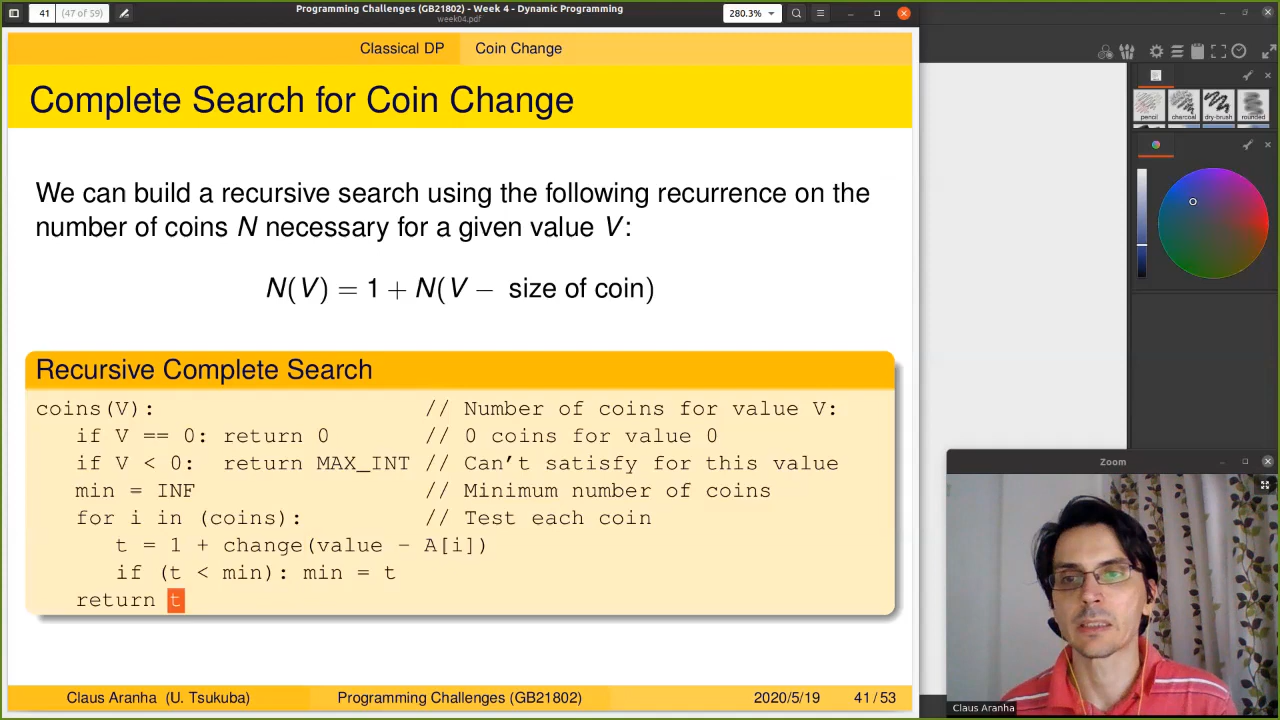 41
(47 of 59)
Programming Challenges (GB21802) - Week 4 - Dynamic Programming
week04.pdf
280.3%
Classical DP
Coin Change
Complete Search for Coin Change
We can build a recursive search using the following recurrence on the
number of coins N necessary for a given value V:
N(V) = 1 + N(V − size of coin)
Recursive Complete Search
coins(V): // Number of coins for value V:
if V == 0: return 0 // 0 coins for value 0
if V < 0: return MAX_INT // Can't satisfy for this value
min = INF // Minimum number of coins
for i in (coins): // Test each coin
t = 1 + change(value - A[i])
if (t < min): min = t
return t
Claus Aranha (U. Tsukuba)
Programming Challenges (GB21802)
2020/5/19
41 / 53
pencil
charcoal
dry-brush
rounded
Zoom
Claus Aranha